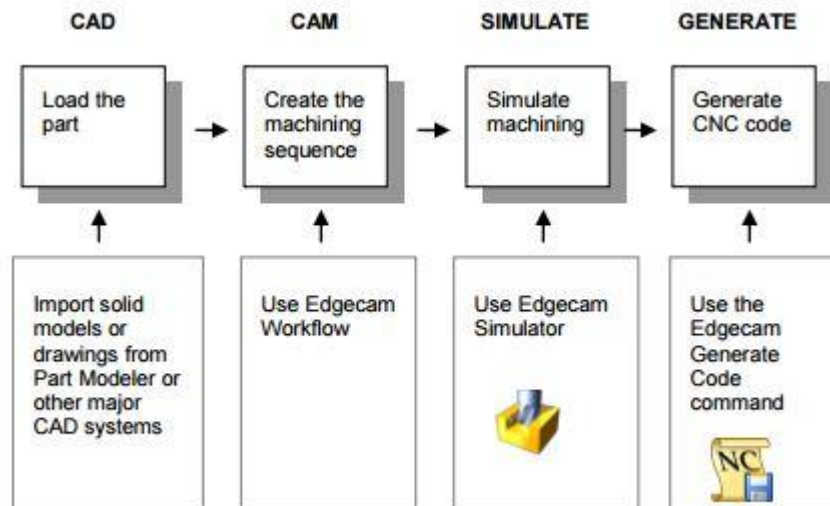 CAD
CAM
SIMULATE
GENERATE
Load the
part
Create the
machining
sequence
Simulate
machining
Generate
CNC code
Import solid
models or
drawings from
Part Modeler or
other major
CAD systems
Use Edgecam
Workflow
Use Edgecam
Simulator
Use the
Edgecam
Generate
Code
command
NC